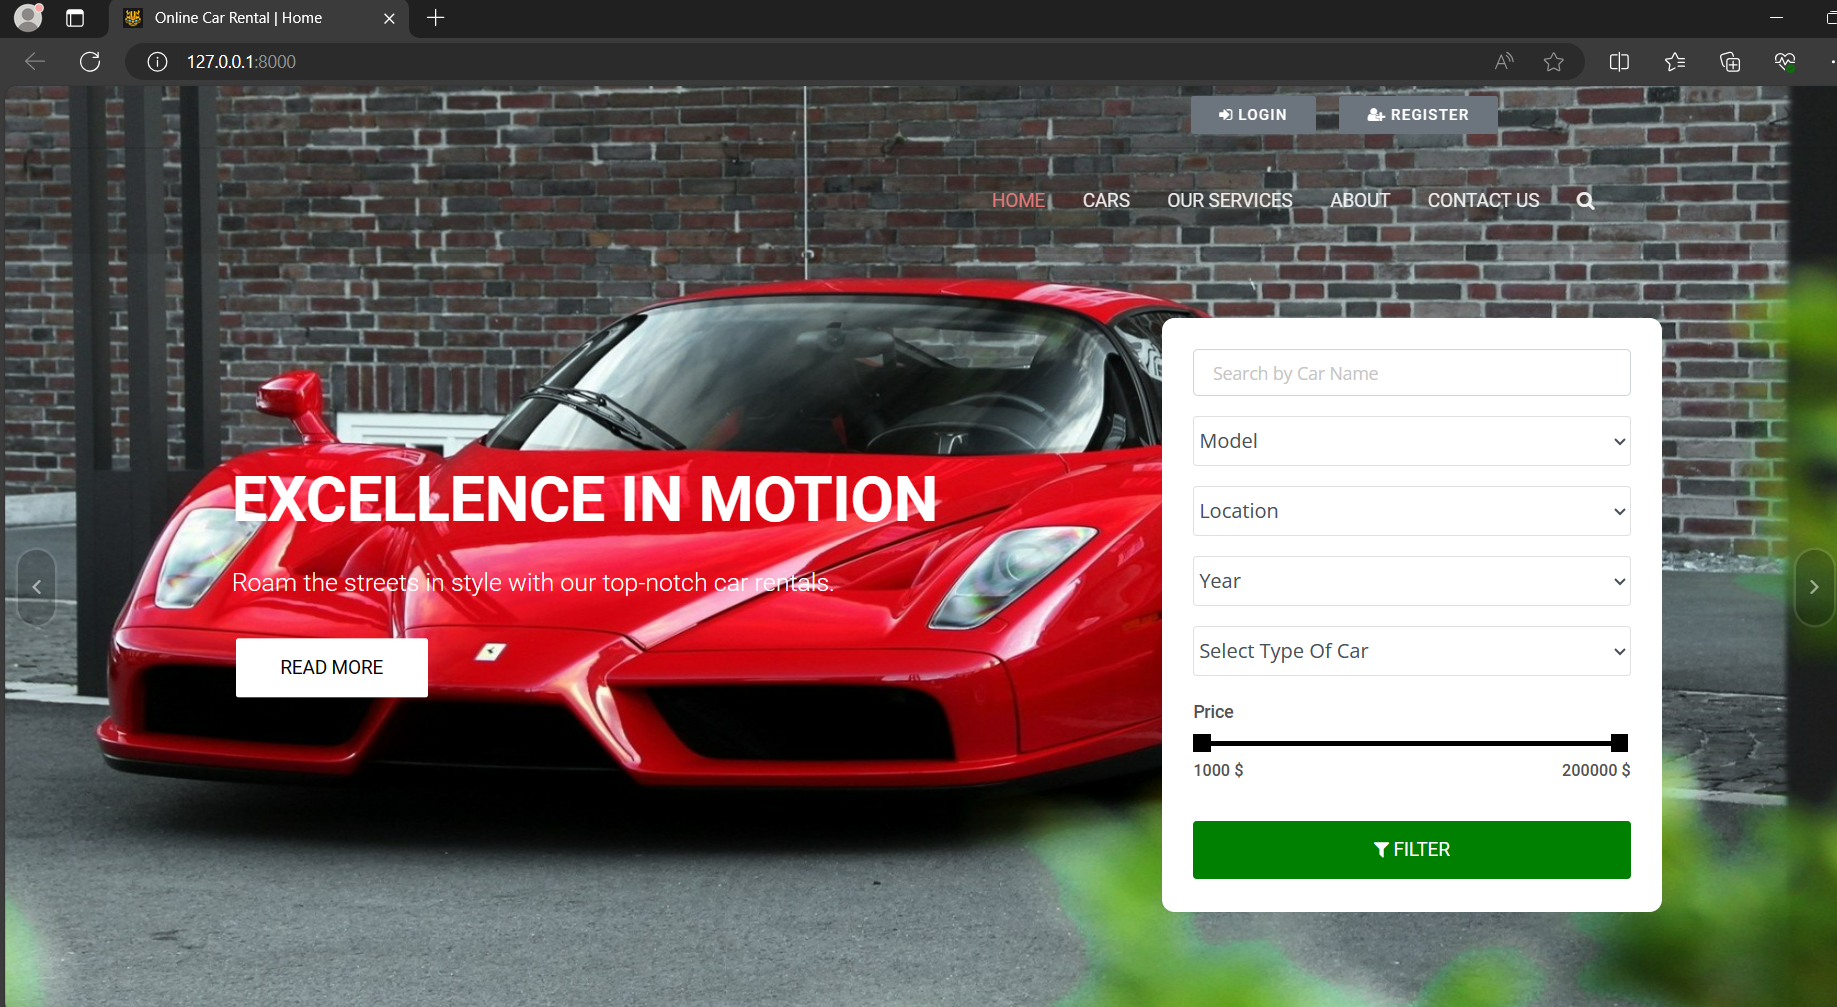 Online Car Rental | Home
127.0.0.1:8000
LOGIN
REGISTER
HOME
CARS
OUR SERVICES
ABOUT
CONTACT US
EXCELLENCE IN MOTION
Roam the streets in style with our top-notch car rentals.
READ MORE
Search by Car Name
Model
Location
Year
Select Type Of Car
Price
1000 $
200000 $
FILTER